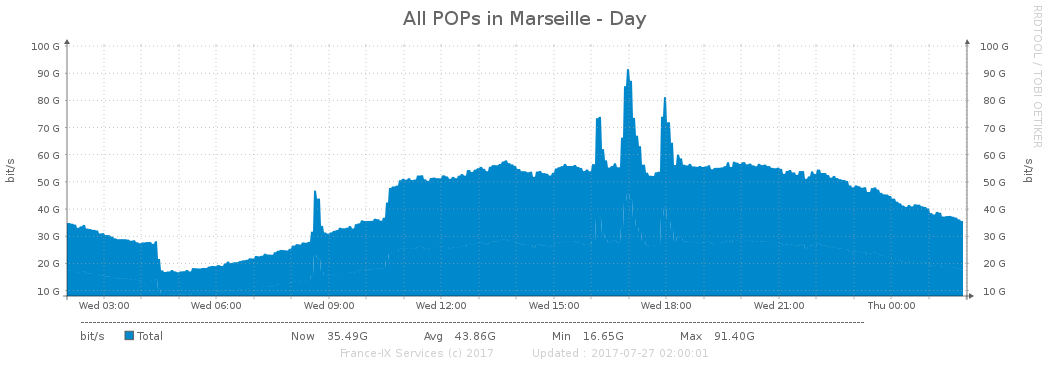 All POPs in Marseille - Day
RRDTOOL / TOBI OETIKER
bit/s
100 G 100 G
90 G 90 G
80 G 80 G
70 G 70 G
60 G 60 G
50 G 50 G
40 G 40 G
30 G 30 G
20 G 20 G
10 G 10 G
bit/s
Wed 03:00 Wed 06:00 Wed 09:00 Wed 12:00 Wed 15:00 Wed 18:00 Wed 21:00 Thu 00:00
bit/s Total Now 35.49G Avg 43.86G Min 16.65G Max 91.40G
France-IX Services (c) 2017 Updated : 2017-07-27 02:00:01